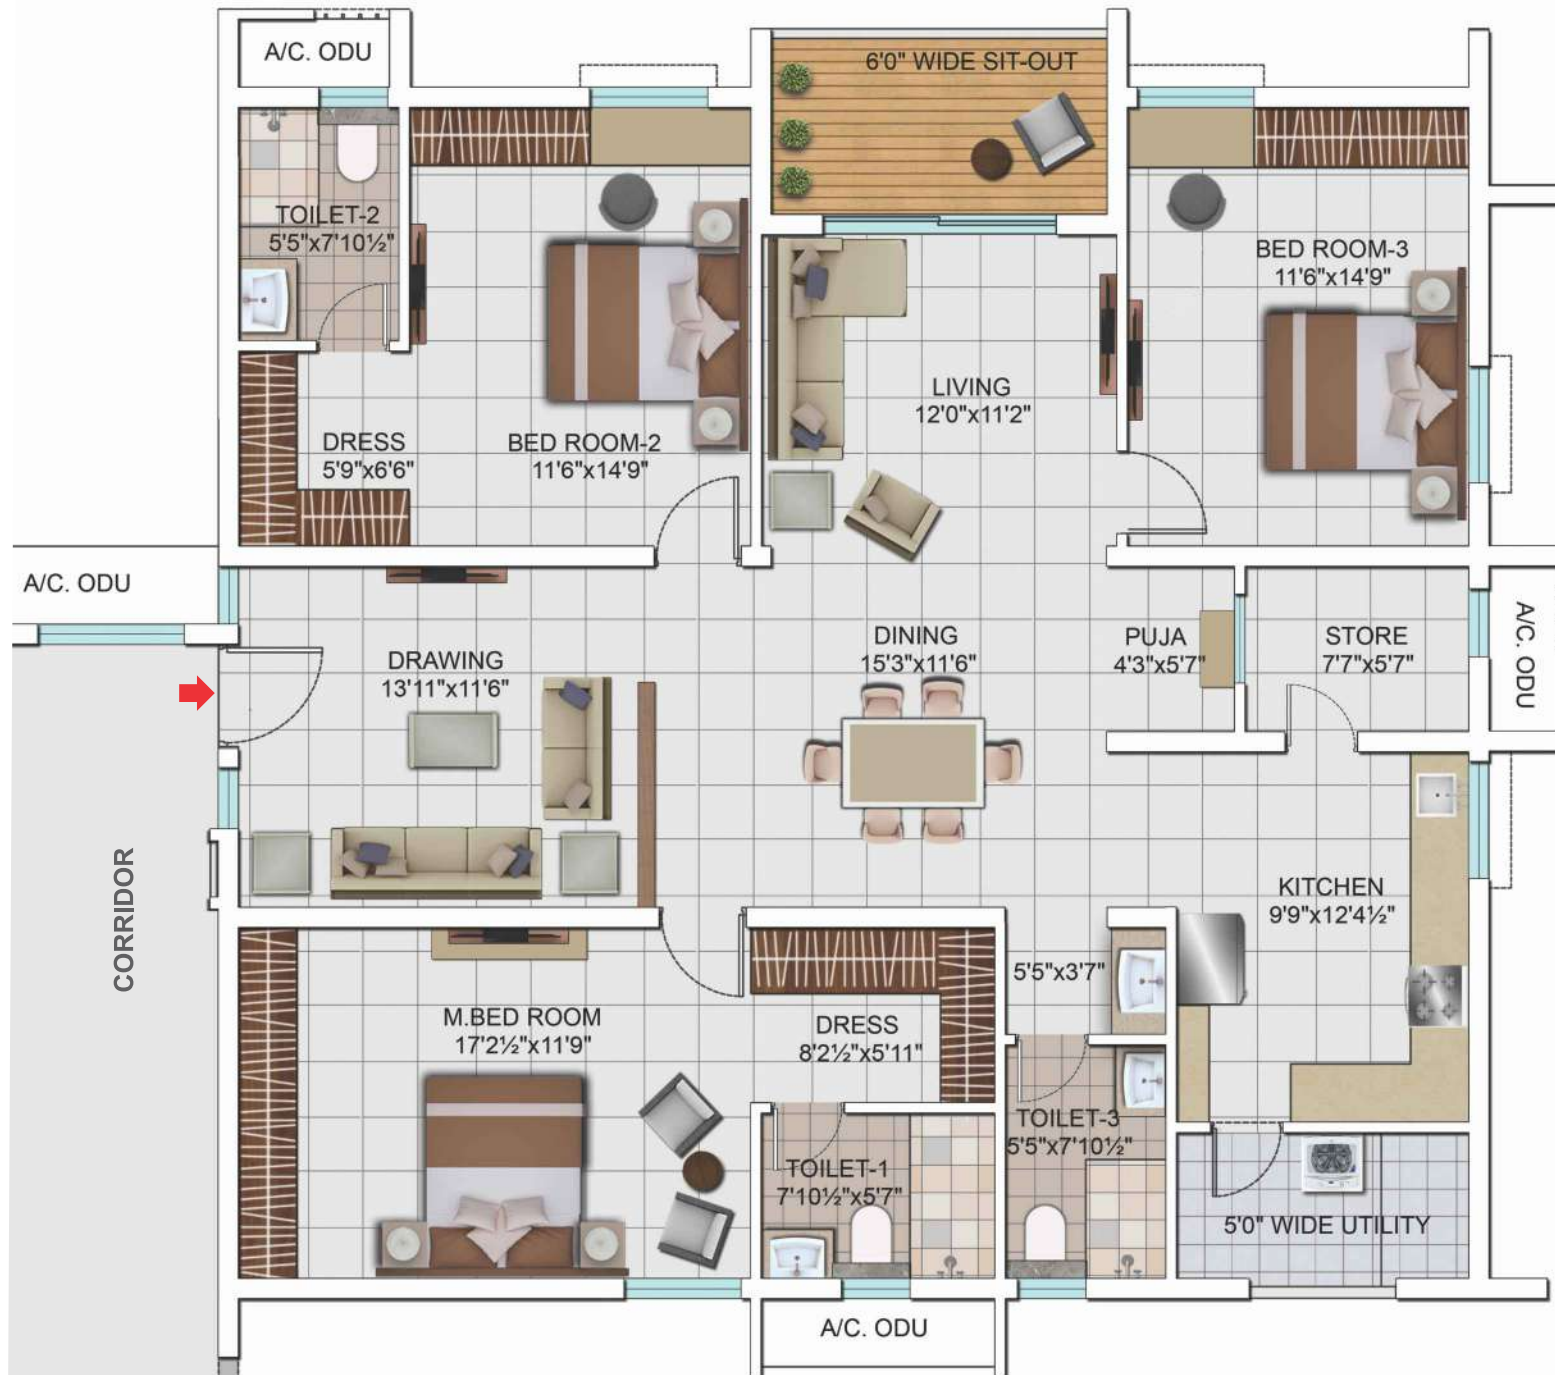 A/C. ODU
6'0" WIDE SIT-OUT
TOILET-2
5'5"x7'10½"
BED ROOM-3
11'6"x14'9"
LIVING
12'0"x11'2"
DRESS
5'9"x6'6"
BED ROOM-2
11'6"x14'9"
A/C. ODU
DRAWING
13'11"x11'6"
DINING
15'3"x11'6"
PUJA
4'3"x5'7"
STORE
7'7"x5'7"
A/C. ODU
CORRIDOR
KITCHEN
9'9"x12'4½"
5'5"x3'7"
M.BED ROOM
17'2½"x11'9"
DRESS
8'2½"x5'11"
TOILET-3
5'5"x7'10½"
TOILET-1
7'10½"x5'7"
5'0" WIDE UTILITY
A/C. ODU